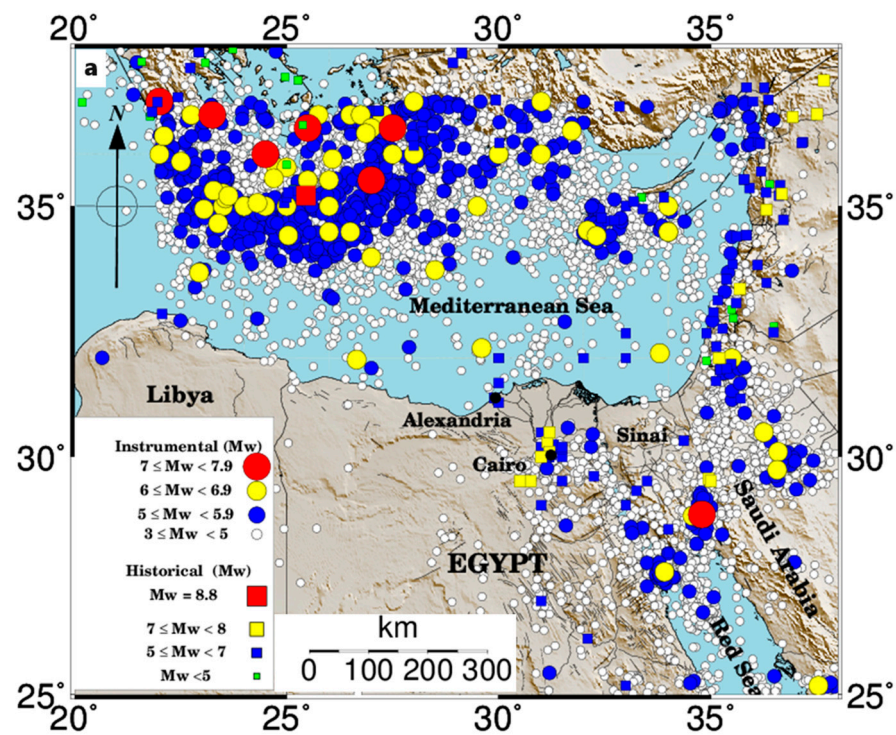 20˚ 25˚ 30˚ 35˚
a
N
35˚ 35˚
Mediterranean Sea
Libya
Alexandria
Instrumental (Mw)
Sinai
30˚ 30˚
7 ≤ Mw < 7.9
Cairo
6 ≤ Mw < 6.9
5 ≤ Mw < 5.9
3 ≤ Mw < 5
Saudi Arabia
EGYPT
Historical (Mw)
Mw = 8.8
7 ≤ Mw < 8
km
Red Sea
5 ≤ Mw < 7
Mw <5
0 100 200 300
25˚ 25˚
20˚ 25˚ 30˚ 35˚